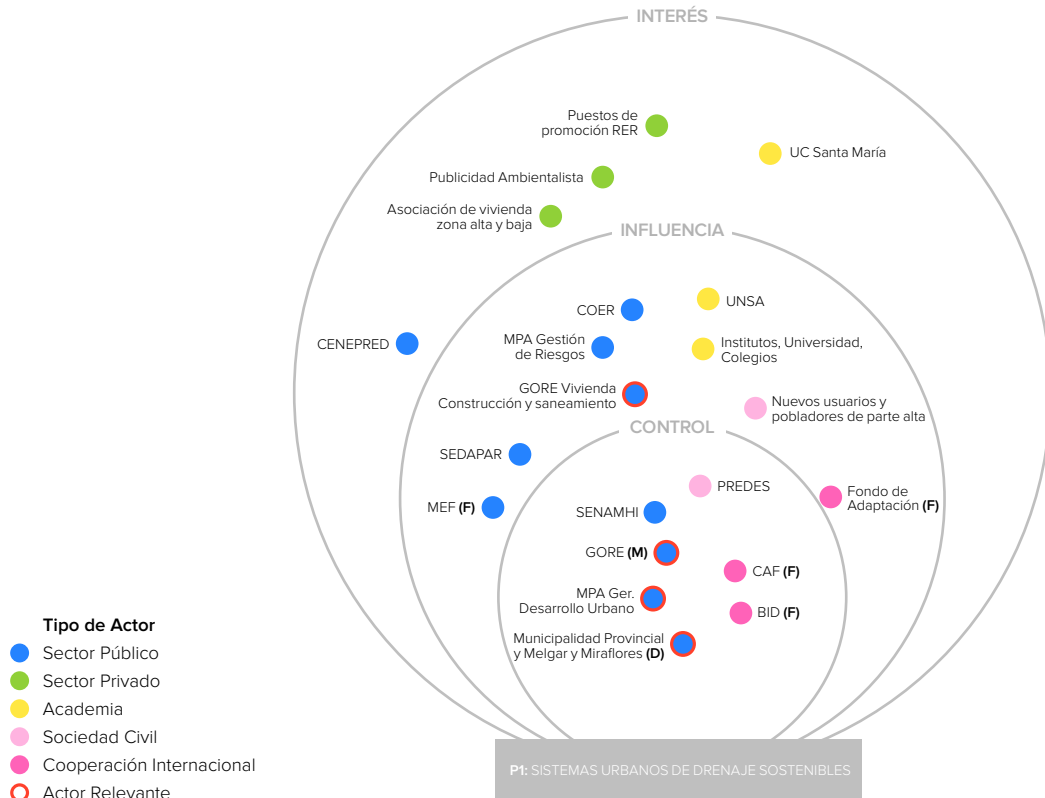 INTERÉS
Puestos de
promoción RER
UC Santa María
Publicidad Ambientalista
Asociación de vivienda
zona alta y baja
INFLUENCIA
COER
UNSA
CENEPRED
MPA Gestión
de Riesgos
Institutos, Universidad,
Colegios
GORE Vivienda
Construcción y saneamiento
Nuevos usuarios y
pobladores de parte alta
CONTROL
SEDAPAR
MEF (F)
PREDES
Fondo de
Adaptación (F)
SENAMHI
GORE (M)
CAF (F)
MPA Ger.
Desarrollo Urbano
BID (F)
Municipalidad Provincial
y Melgar y Miraflores (D)
Tipo de Actor
Sector Público
Sector Privado
Academia
Sociedad Civil
Cooperación Internacional
Actor Relevante
P1: SISTEMAS URBANOS DE DRENAJE SOSTENIBLES